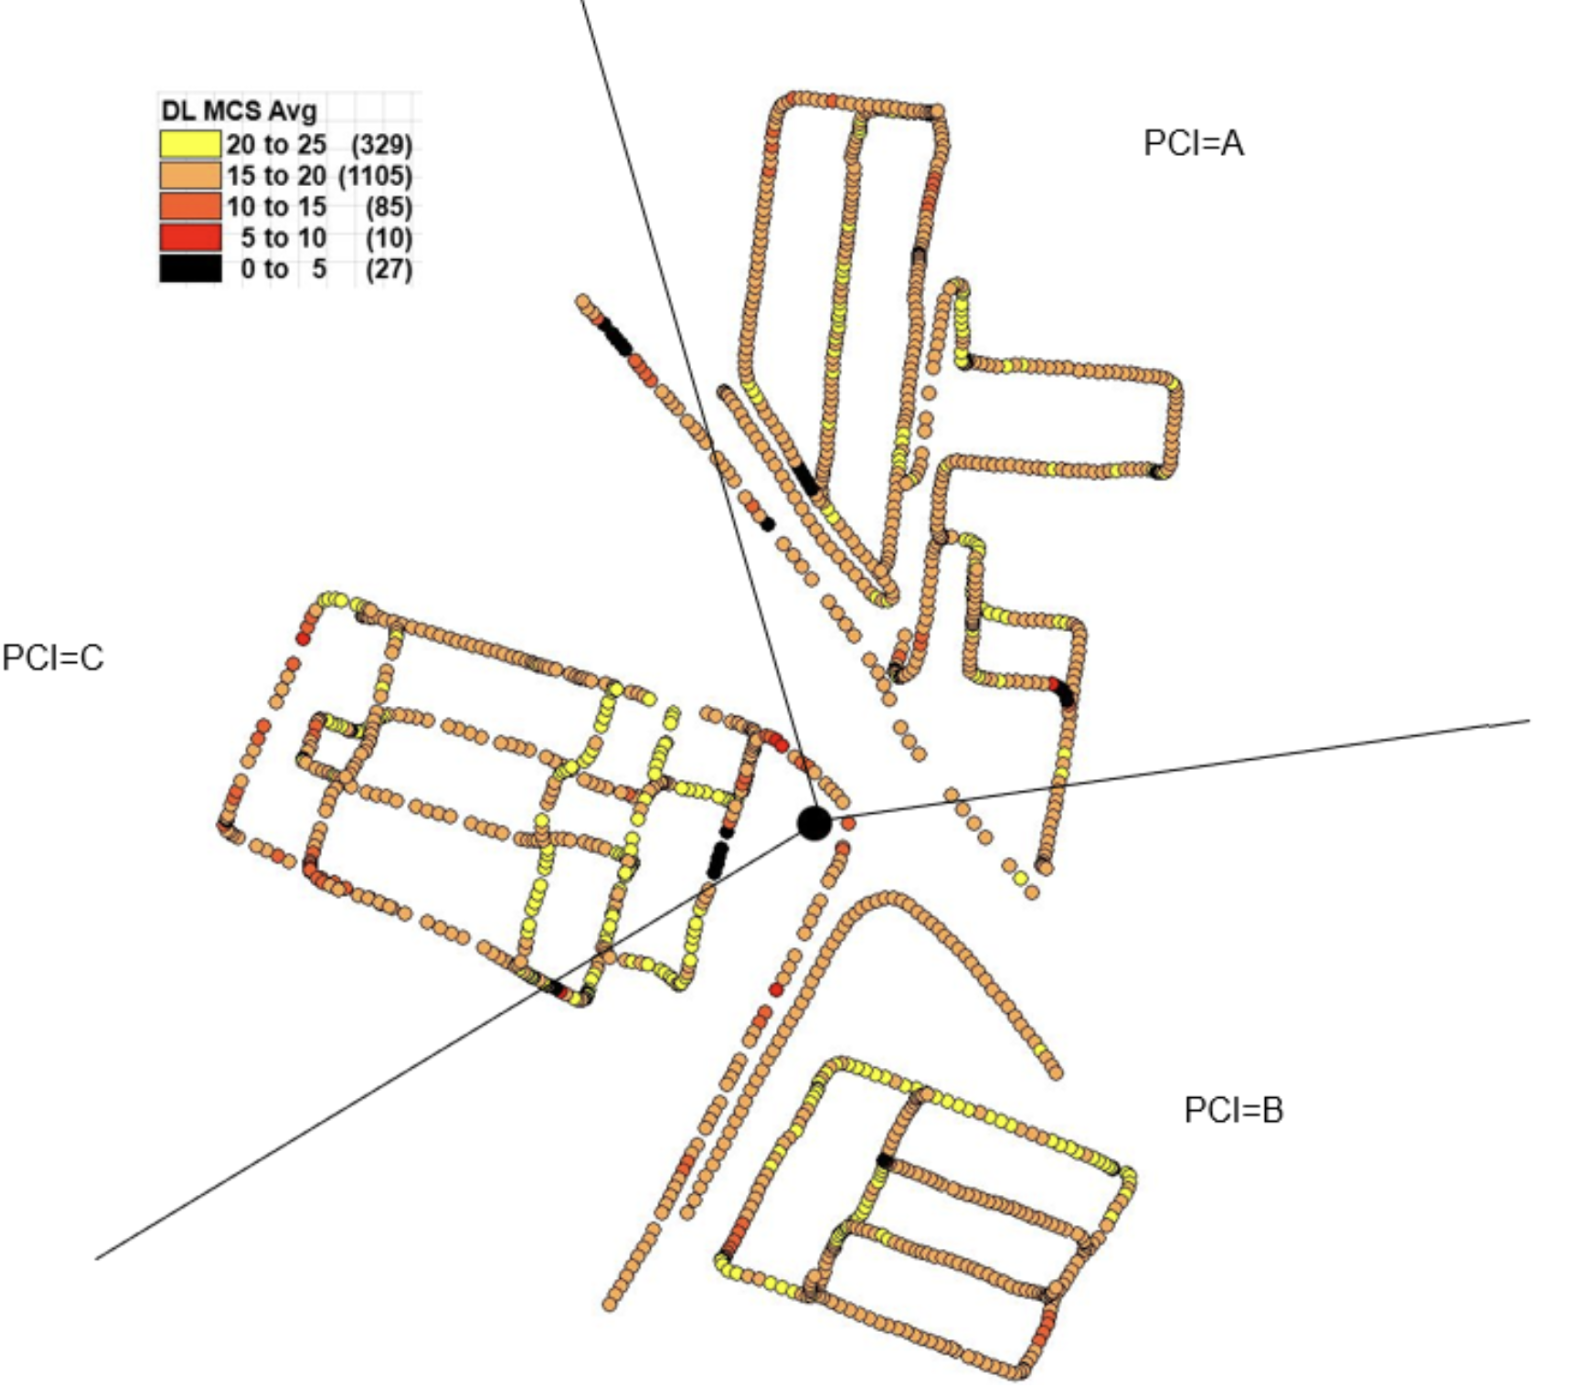 DL MCS Avg
20 to 25 (329)
15 to 20 (1105)
10 to 15 (85)
5 to 10 (10)
0 to 5 (27)
PCI=A
PCI=C
PCI=B